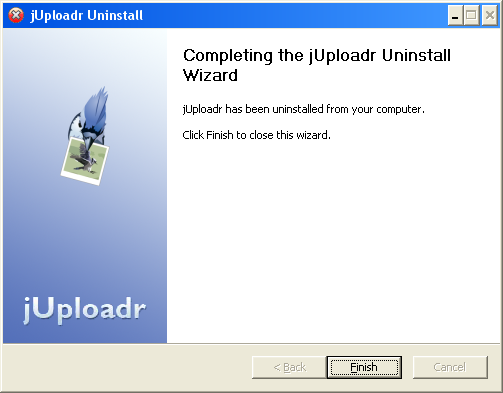 jUploadr Uninstall
Completing the jUploadr Uninstall
Wizard
jUploadr has been uninstalled from your computer.
Click Finish to close this wizard.
jUploadr
< Back
Finish
Cancel